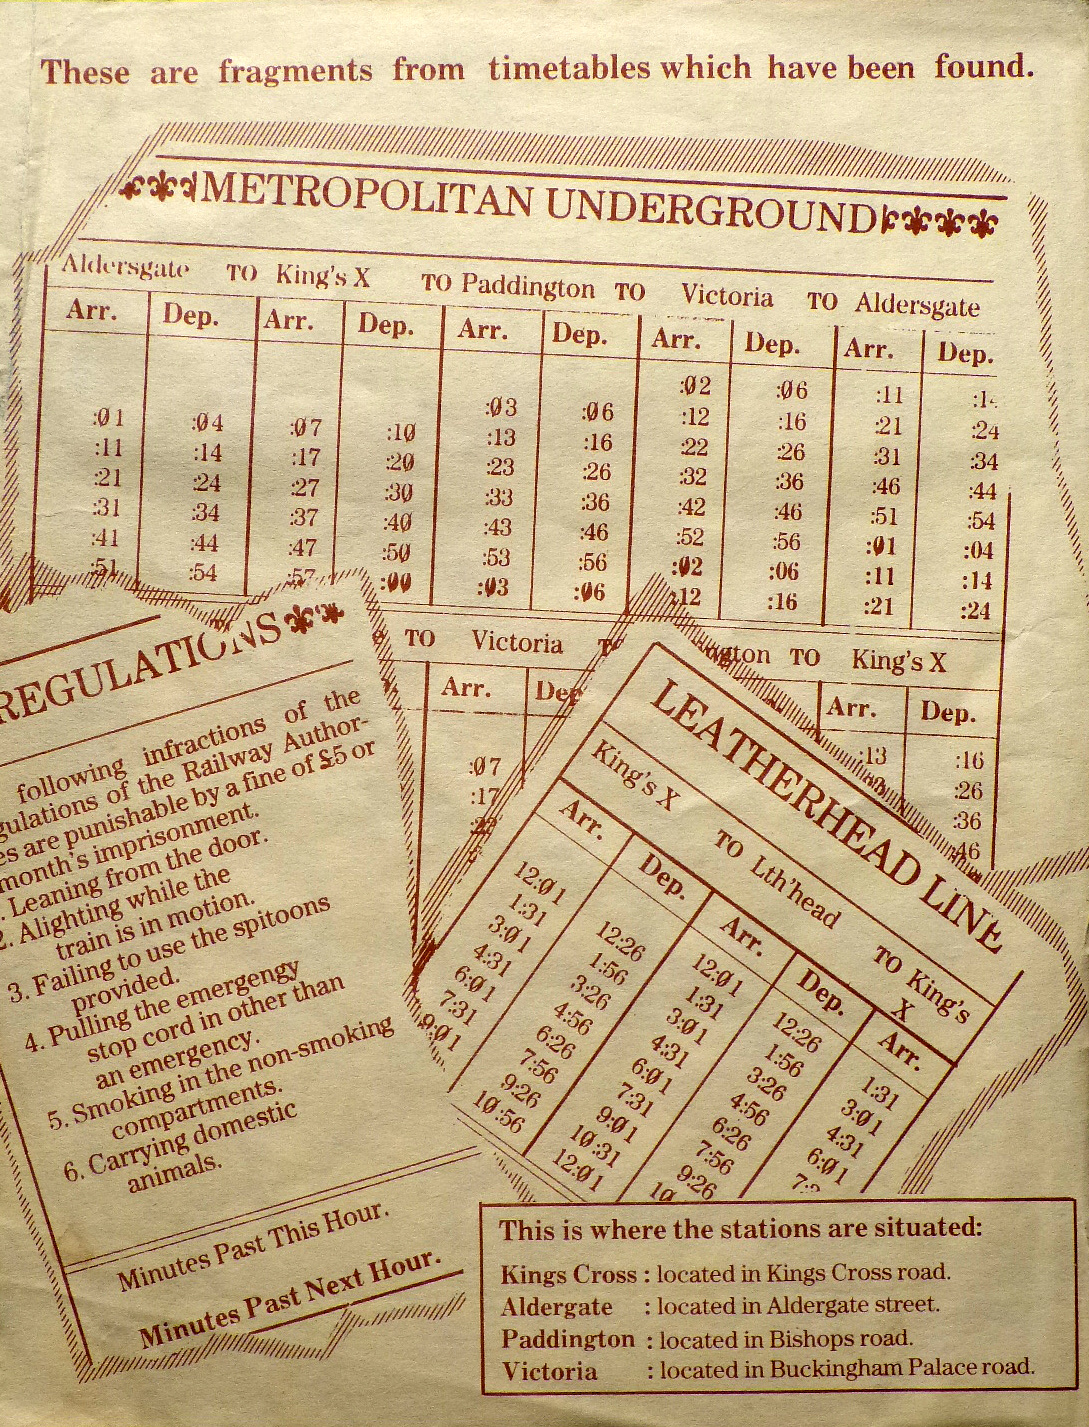 These are fragments from timetables which have been found.
METROPOLITAN UNDERGROUND
Aldersgate TO King's X TO Paddington TO Victoria TO Aldersgate
Arr. Dep. Arr. Dep. Arr. Dep. Arr. Dep. Arr. Dep.
:02 :06 :11
:03 :06 :12 :16 :21 :24
:01 :04 :07 :10 :13 :16 :22 :26 :31 :34
:11 :14 :17 :20 :23 :26 :32 :36 :46 :44
:21 :24 :27 :30 :33 :36 :42 :46 :51 :54
:31 :34 :37 :40 :43 :46 :52 :56 :01 :04
:41 :44 :47 :50 :53 :56 :02 :06 :11 :14
:51 :54 :57 :00 :03 :06 :12 :16 :21 :24
TO Victoria TO TO King's X
Arr. Dep Arr. Dep.
:07 :13 :16
:17 :26
:36
:46
REGULATIONS
following infractions of the
gulations of the Railway Author-
es are punishable by a fine of £5 or
month's imprisonment.
. Leaning from the door.
2. Alighting while the
train is in motion.
3. Failing to use the spitoons
provided.
4. Pulling the emergengy
stop cord in other than
an emergency.
5. Smoking in the non-smoking
compartments.
6. Carrying domestic
animals.
Minutes Past This Hour.
Minutes Past Next Hour.
LEATHERHEAD LINE
King's X TO Lth'head TO King's
X
Arr. Dep. Arr. Dep. Arr.
12:01 12:26 12:01 12:26 1:31
1:31 1:56 1:31 1:56 3:01
3:01 3:26 3:01 3:26 4:31
4:31 4:56 4:31 4:56 6:01
6:01 6:26 6:01 6:26
7:31 7:56 7:31 7:56
9:01 9:26 9:01 9:26
10:56 10:31
12:01
This is where the stations are situated:
Kings Cross : located in Kings Cross road.
Aldergate : located in Aldergate street.
Paddington : located in Bishops road.
Victoria : located in Buckingham Palace road.